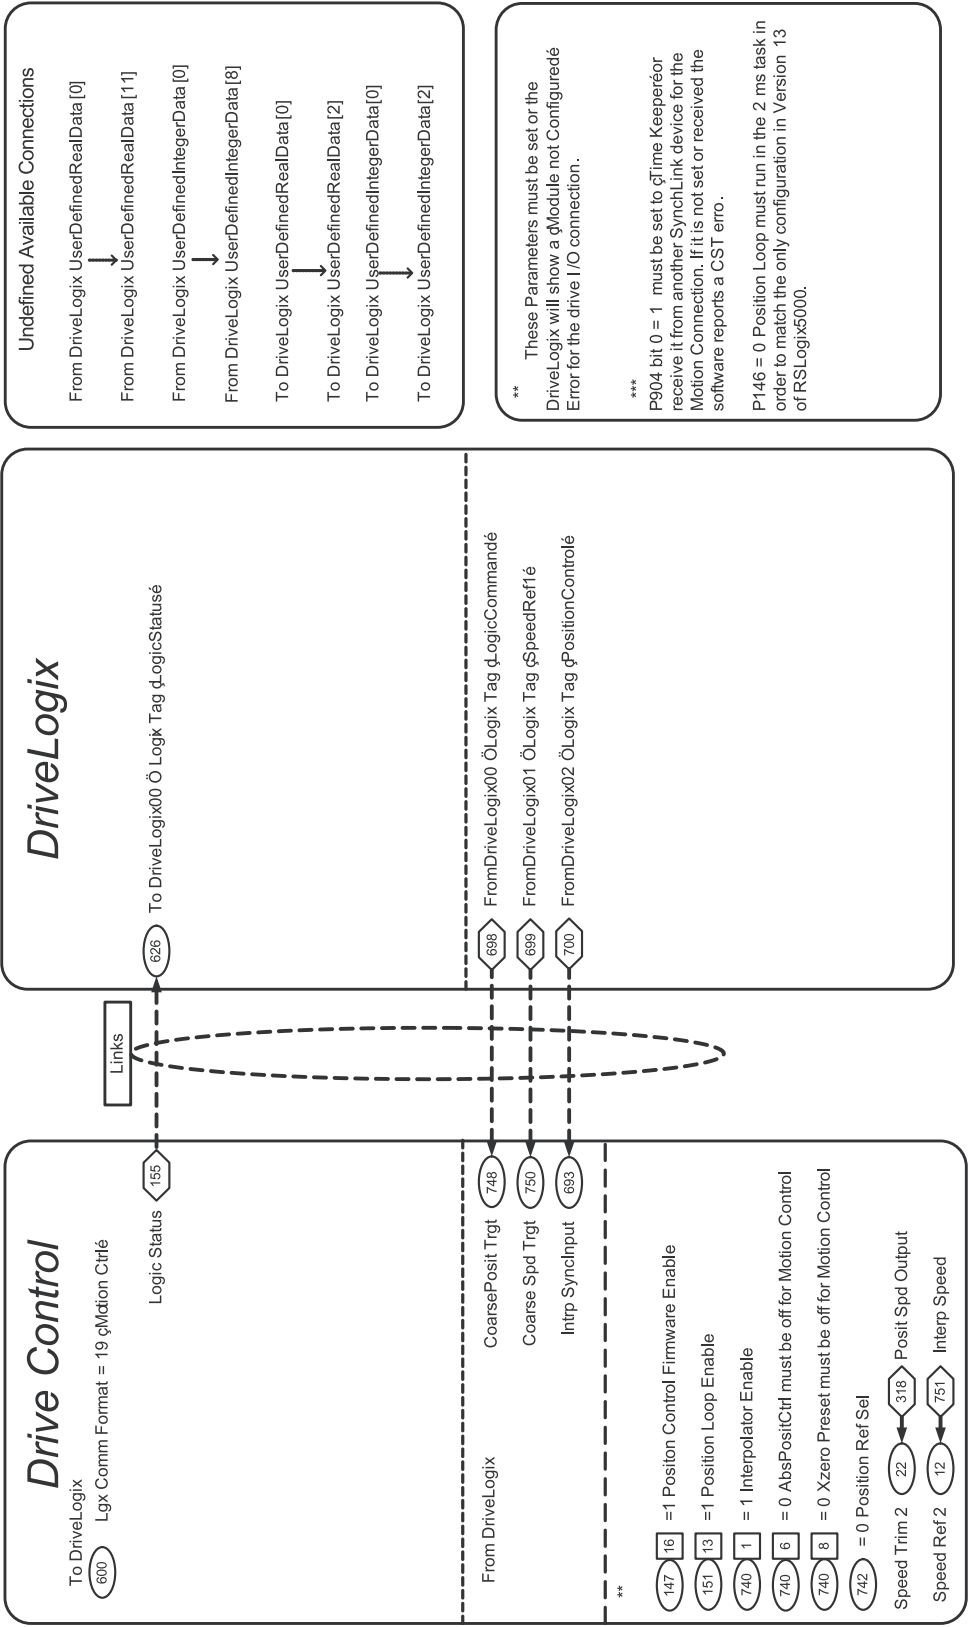 Drive Control
To DriveLogix
600 Lgx Comm Format = 19 çMotion Ctrlé
Logic Status 155
From DriveLogix
CoarsePosit Trgt 748
Coarse Spd Trgt 750
Intrp SyncInput 693
**
147 16 =1 Positon Control Firmware Enable
151 13 =1 Position Loop Enable
740 1 = 1 Interpolator Enable
740 6 = 0 AbsPositCtrl must be off for Motion Control
740 8 = 0 Xzero Preset must be off for Motion Control
742 = 0 Position Ref Sel
Speed Trim 2 22 318 Posit Spd Output
Speed Ref 2 12 751 Interp Speed
Links
DriveLogix
626 To DriveLogix00 Ö Logix Tag çLogicStatusé
698 FromDriveLogix00 ÖLogix Tag çLogicCommandé
699 FromDriveLogix01 ÖLogix Tag çSpeedRef1é
700 FromDriveLogix02 ÖLogix Tag çPositionControlé
Undefined Available Connections
From DriveLogix UserDefinedRealData [0]
From DriveLogix UserDefinedRealData [11]
From DriveLogix UserDefinedIntegerData [0]
From DriveLogix UserDefinedIntegerData [8]
To DriveLogix UserDefinedRealData [0]
To DriveLogix UserDefinedRealData [2]
To DriveLogix UserDefinedIntegerData [0]
To DriveLogix UserDefinedIntegerData [2]
**
These Parameters must be set or the
DriveLogix will show a çModule not Configuredé
Error for the drive I /O connection.
***
P904 bit 0 = 1 must be set to çTime Keeperéor
receive it from another SynchLink device for the
Motion Connection. If it is not set or received the
software reports a CST erro.
P146 = 0 Position Loop must run in the 2 ms task in
order to match the only configuration in Version 13
of RSLogix5000.